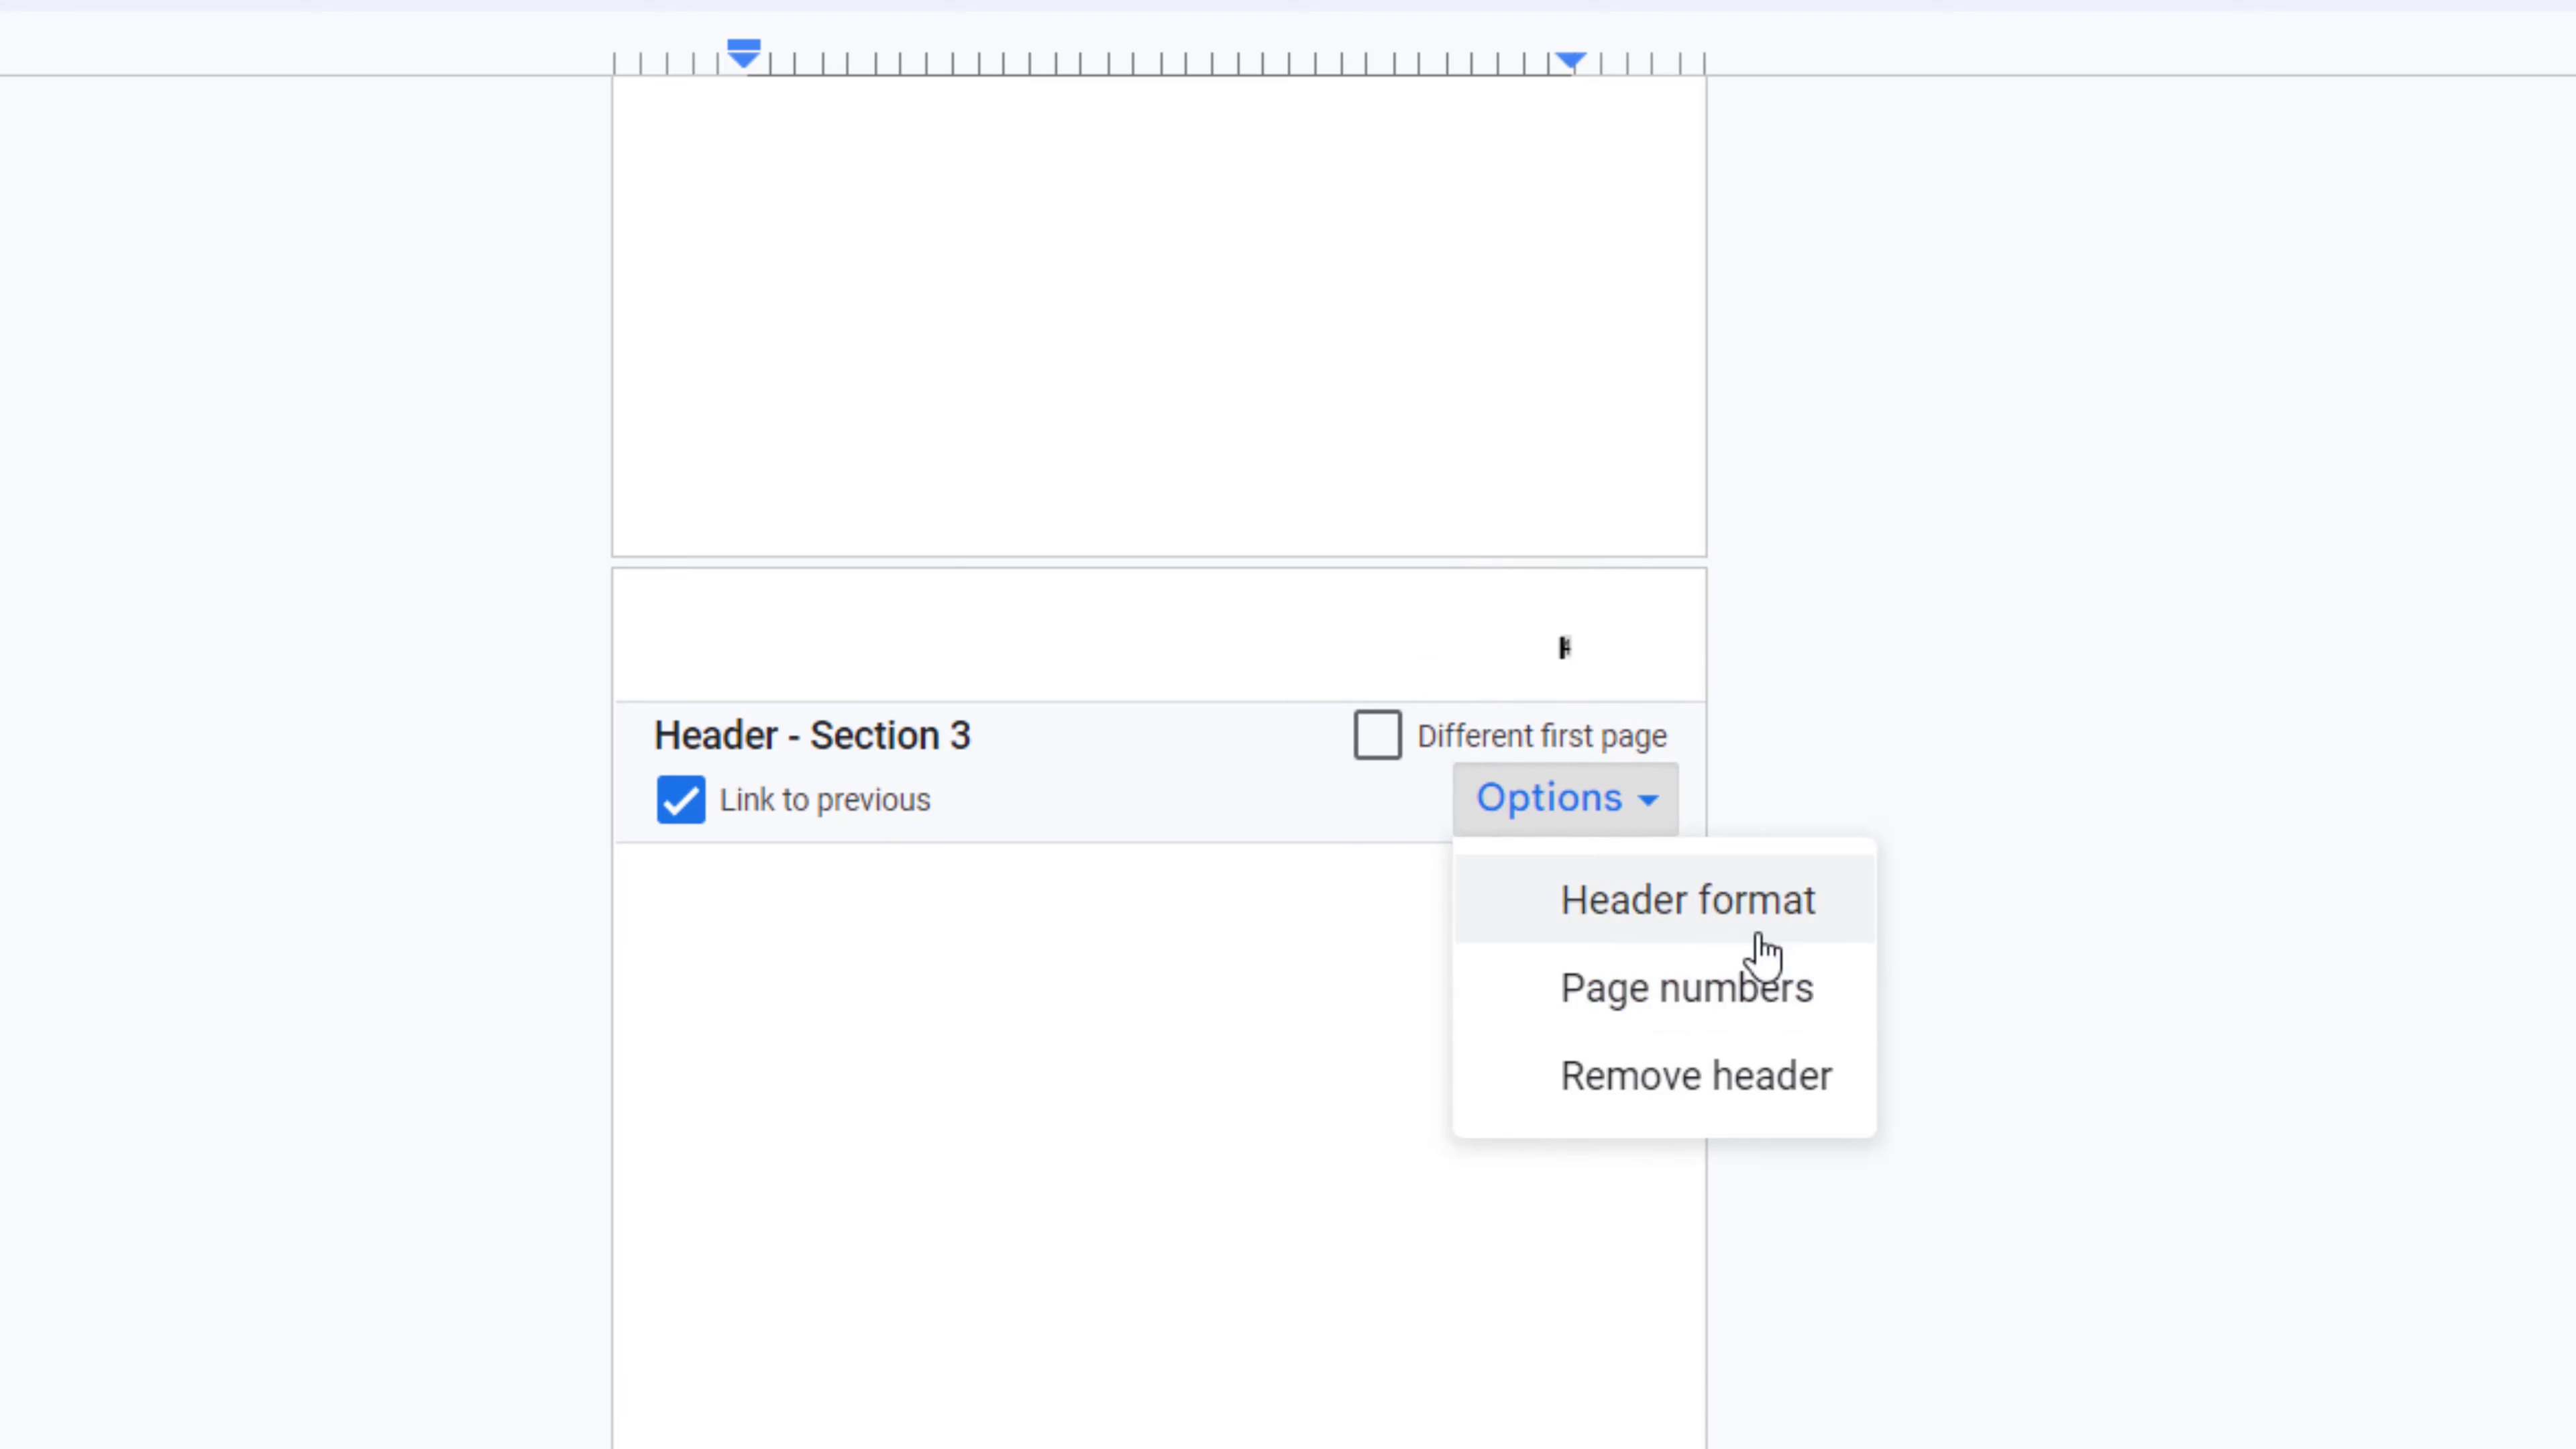 Header - Section 3
Different first page
Link to previous
Options
Header format
Page numbers
Remove header